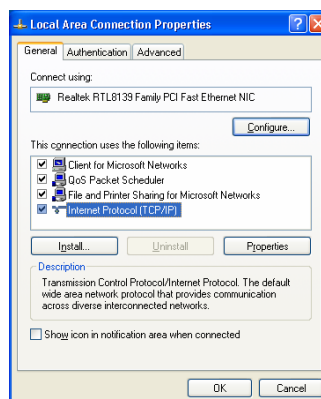 Local Area Connection Properties
General Authentication Advanced
Connect using:
Realtek RTL8139 Family PCI Fast Ethernet NIC
Configure...
This connection uses the following items:
Client for Microsoft Networks
QoS Packet Scheduler
File and Printer Sharing for Microsoft Networks
Internet Protocol (TCP/IP)
Install... Uninstall Properties
Description
Transmission Control Protocol/Internet Protocol. The default
wide area network protocol that provides communication
across diverse interconnected networks.
Show icon in notification area when connected
OK Cancel